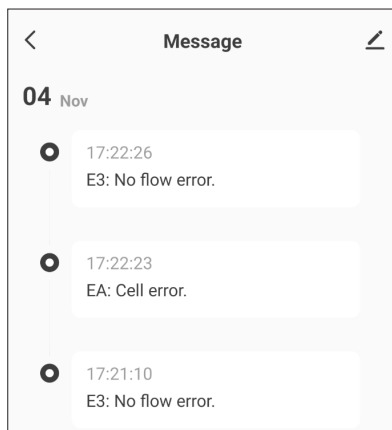 Message
04 Nov
17:22:26
E3: No flow error.
17:22:23
EA: Cell error.
17:21:10
E3: No flow error.